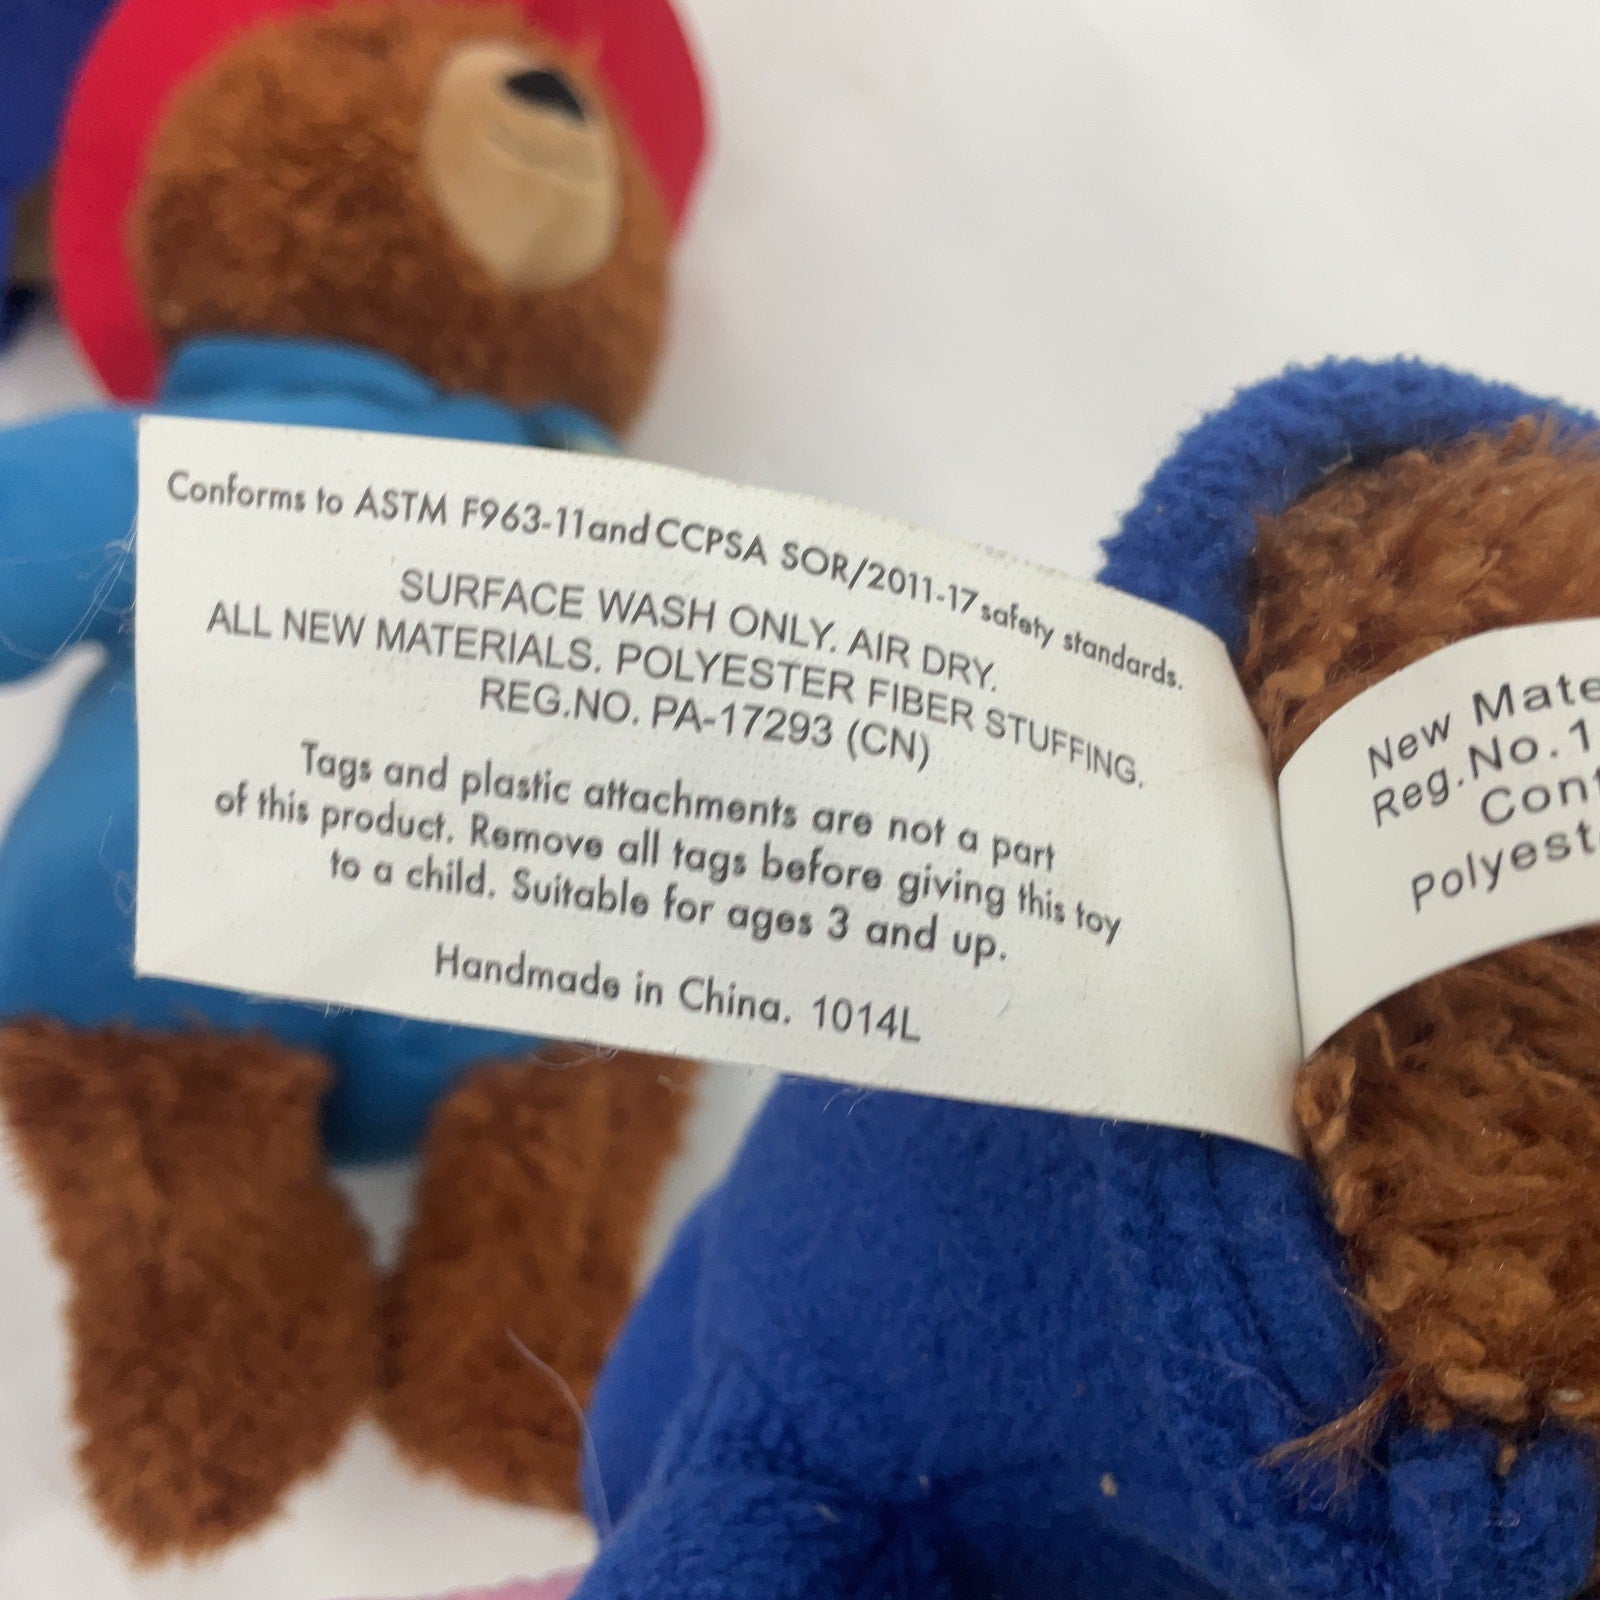 Conforms to ASTM F963-11and CCPSA SOR/2011-17 safety standards.
SURFACE WASH ONLY. AIR DRY.
ALL NEW MATERIALS. POLYESTER FIBER STUFFING.
REG.NO. PA-17293 (CN)
Tags and plastic attachments are not a part
of this product. Remove all tags before giving this toy
to a child. Suitable for ages 3 and up.
Handmade in China. 1014L
New Mate
Reg.No.1
Cont
Polyest